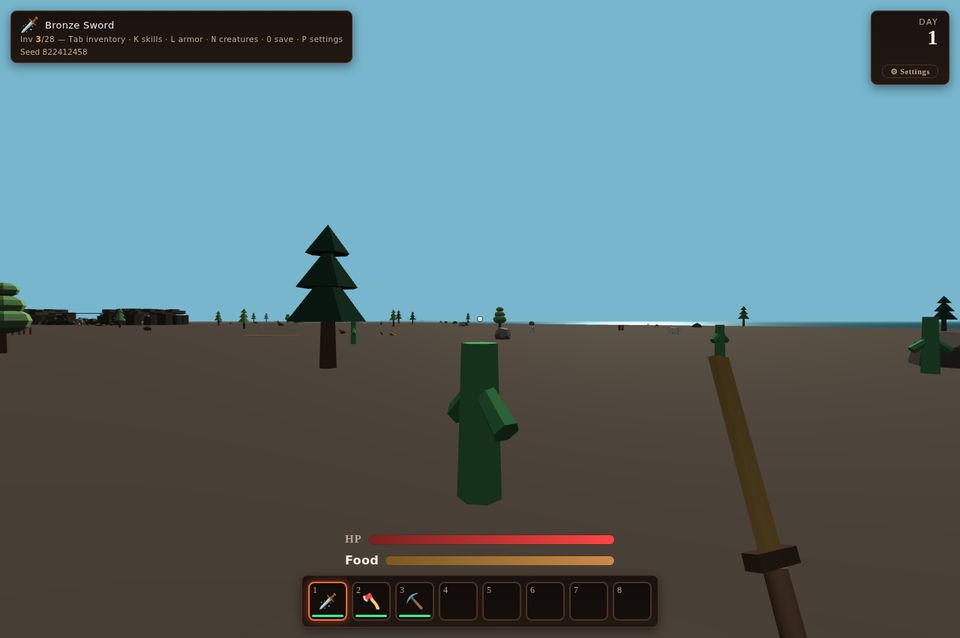 Bronze Sword
Inv 3/28 — Tab inventory · K skills · L armor · N creatures · O save · P settings
Seed 822412458
DAY
1
⚙ Settings
HP
Food
1 2 3 4 5 6 7 8